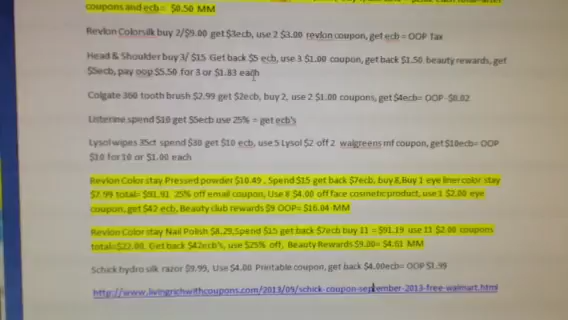 coupons and ecb= $0.50 MM
Revlon Colorsilk buy 2/$9.00 get $3ecb, use 2 $3.00 revlon coupon, get ecb = OOP Tax
Head & Shoulder buy 3/ $15 Get back $5 ecb, use 3 $1.00 coupon, get back $1.50 beauty rewards, get
$5ecb, pay oop $5.50 for 3 or $1.83 each
Colgate 360 tooth brush $2.99 get $2ecb, buy 2, use 2 $1.00 coupons, get $4ecb= OOP -$0.02
Listerine spend $10 get $5ecb use 25% = get ecb's
Lysol wipes 35ct spend $30 get $10 ecb, use 5 Lysol $2 off 2 walgreens mf coupon, get $10ecb= OOP
$10 for 10 or $1.00 each
Revlon Color stay Pressed powder $10.49 , Spend $15 get back $7ecb, buy 8,Buy 1 eye liner color stay
$7.99 total= $91.91 25% off email coupon, Use 8 $4.00 off face cosmetic product, use 1 $2.00 eye
coupon, get $42 ecb, Beauty club rewards $9 OOP= $16.04 MM
Revlon Color stay Nail Polish $8.29,Spend $15 get back $7ecb buy 11 = $91.19 use 11 $2.00 coupons
total=$22.00. Get back $42ecb's, use $25% off, Beauty Rewards $9.00= $4.61 MM
Schick hydro silk razor $9.99, Use $4.00 Printable coupon, get back $4.00ecb= OOP $1.99
http://www.livingrichwithcoupons.com/2013/09/schick-coupon-september-2013-free-walmart.html